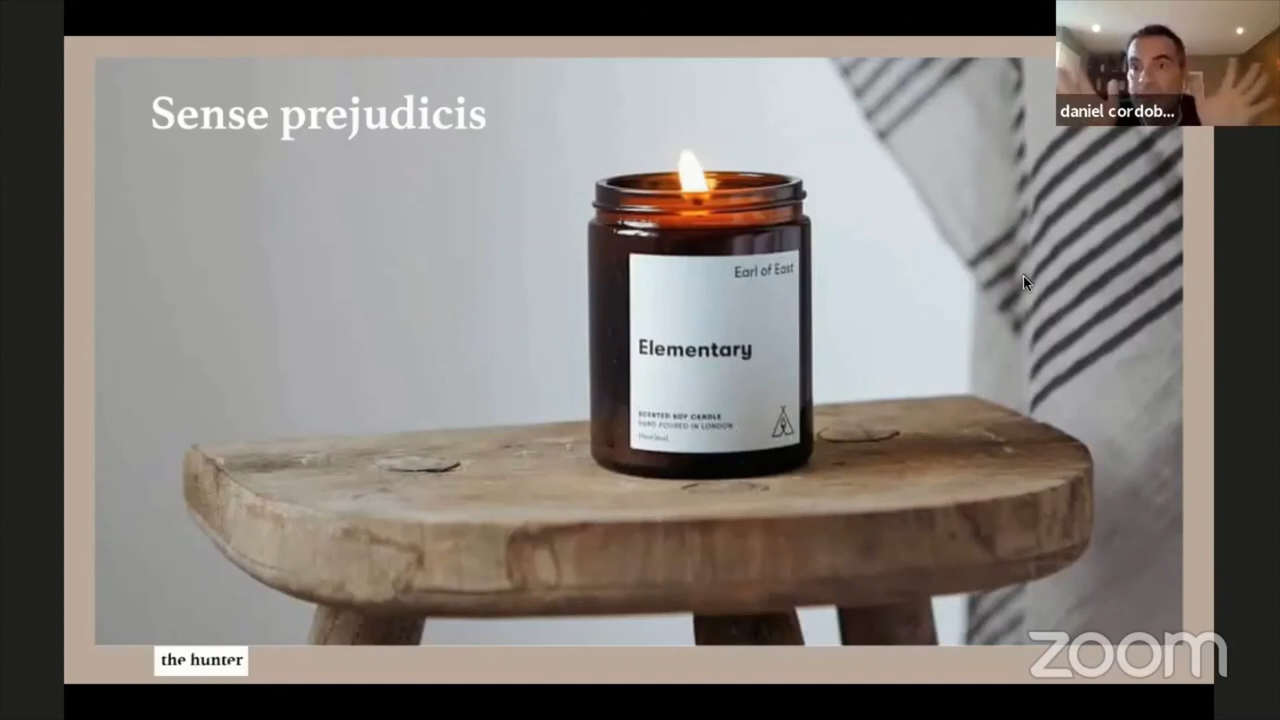 Sense prejudicis
daniel cordob...
Earl of East
Elementary
SCENTED SOY CANDLE
HAND POURED IN LONDON
the hunter
zoom